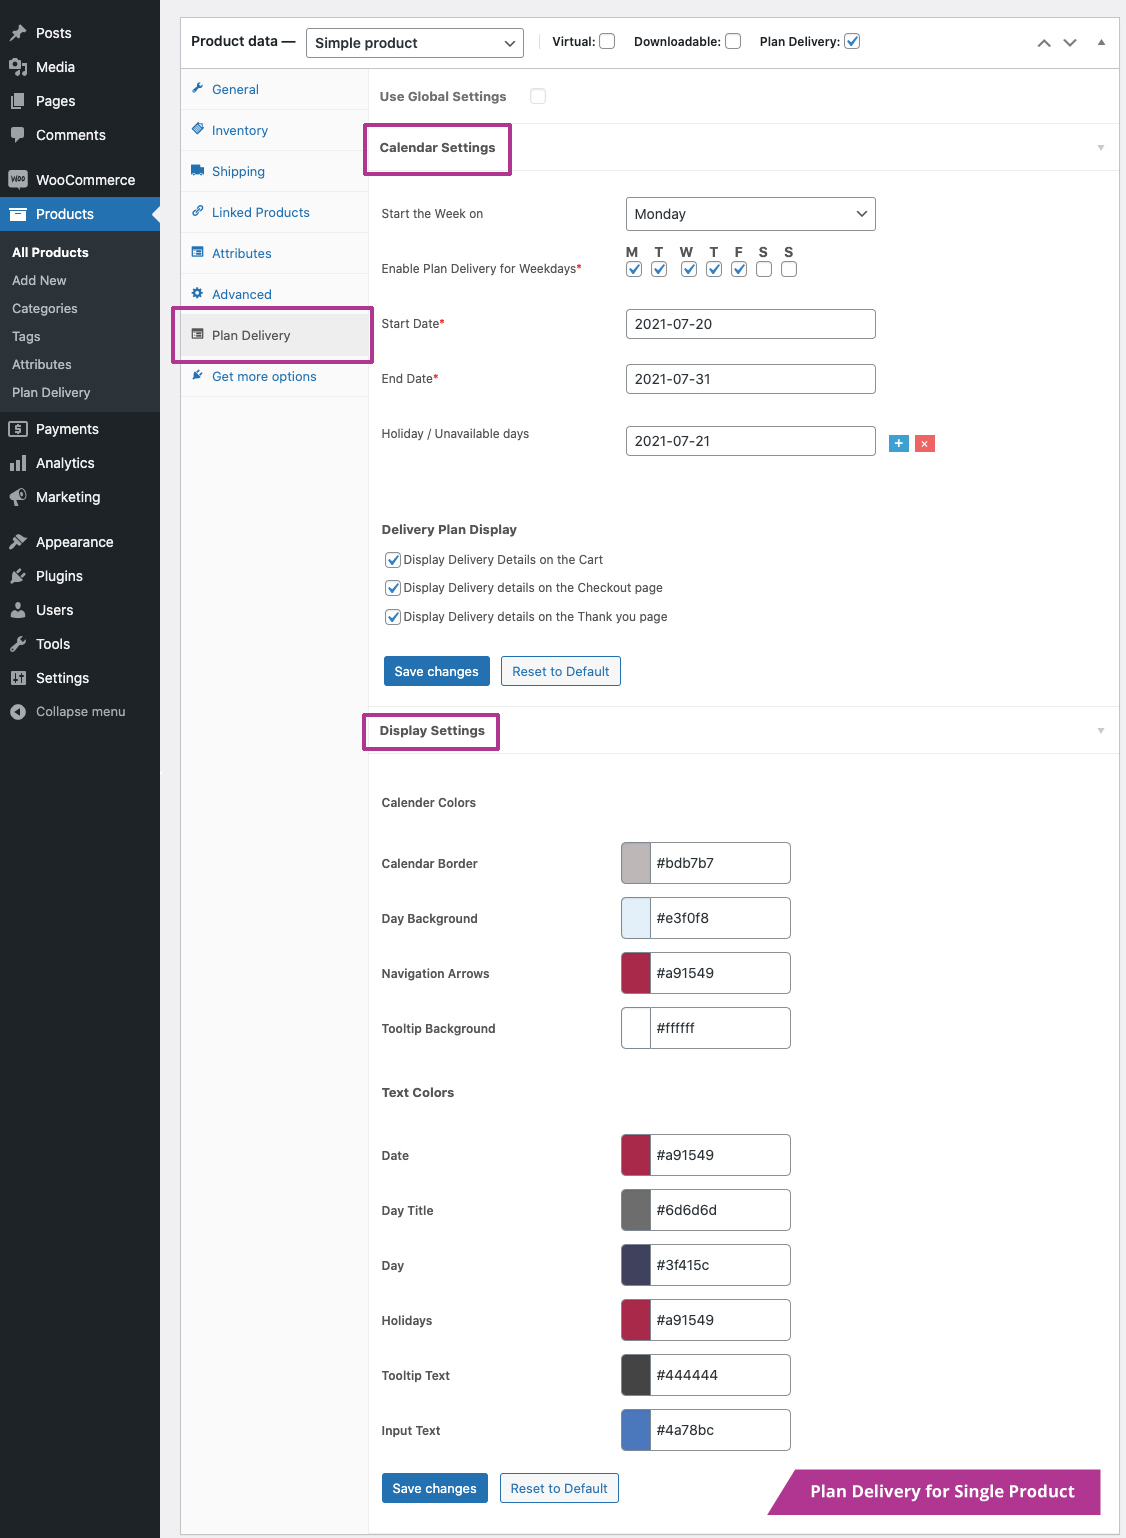 Posts
Media
Pages
Comments
WooCommerce
Products
All Products
Add New
Categories
Tags
Attributes
Plan Delivery
Payments
Analytics
Marketing
Appearance
Plugins
Users
Tools
Settings
Collapse menu
Product data — Simple product Virtual: Downloadable: Plan Delivery:
General
Inventory
Shipping
Linked Products
Attributes
Advanced
Plan Delivery
Get more options
Use Global Settings
Calendar Settings
Start the Week on Monday
M T W T F S S
Enable Plan Delivery for Weekdays*
Start Date* 2021-07-20
End Date* 2021-07-31
Holiday / Unavailable days 2021-07-21 + ×
Delivery Plan Display
Display Delivery Details on the Cart
Display Delivery details on the Checkout page
Display Delivery details on the Thank you page
Save changes Reset to Default
Display Settings
Calender Colors
Calendar Border #bdb7b7
Day Background #e3f0f8
Navigation Arrows #a91549
Tooltip Background #ffffff
Text Colors
Date #a91549
Day Title #6d6d6d
Day #3f415c
Holidays #a91549
Tooltip Text #444444
Input Text #4a78bc
Save changes Reset to Default
Plan Delivery for Single Product